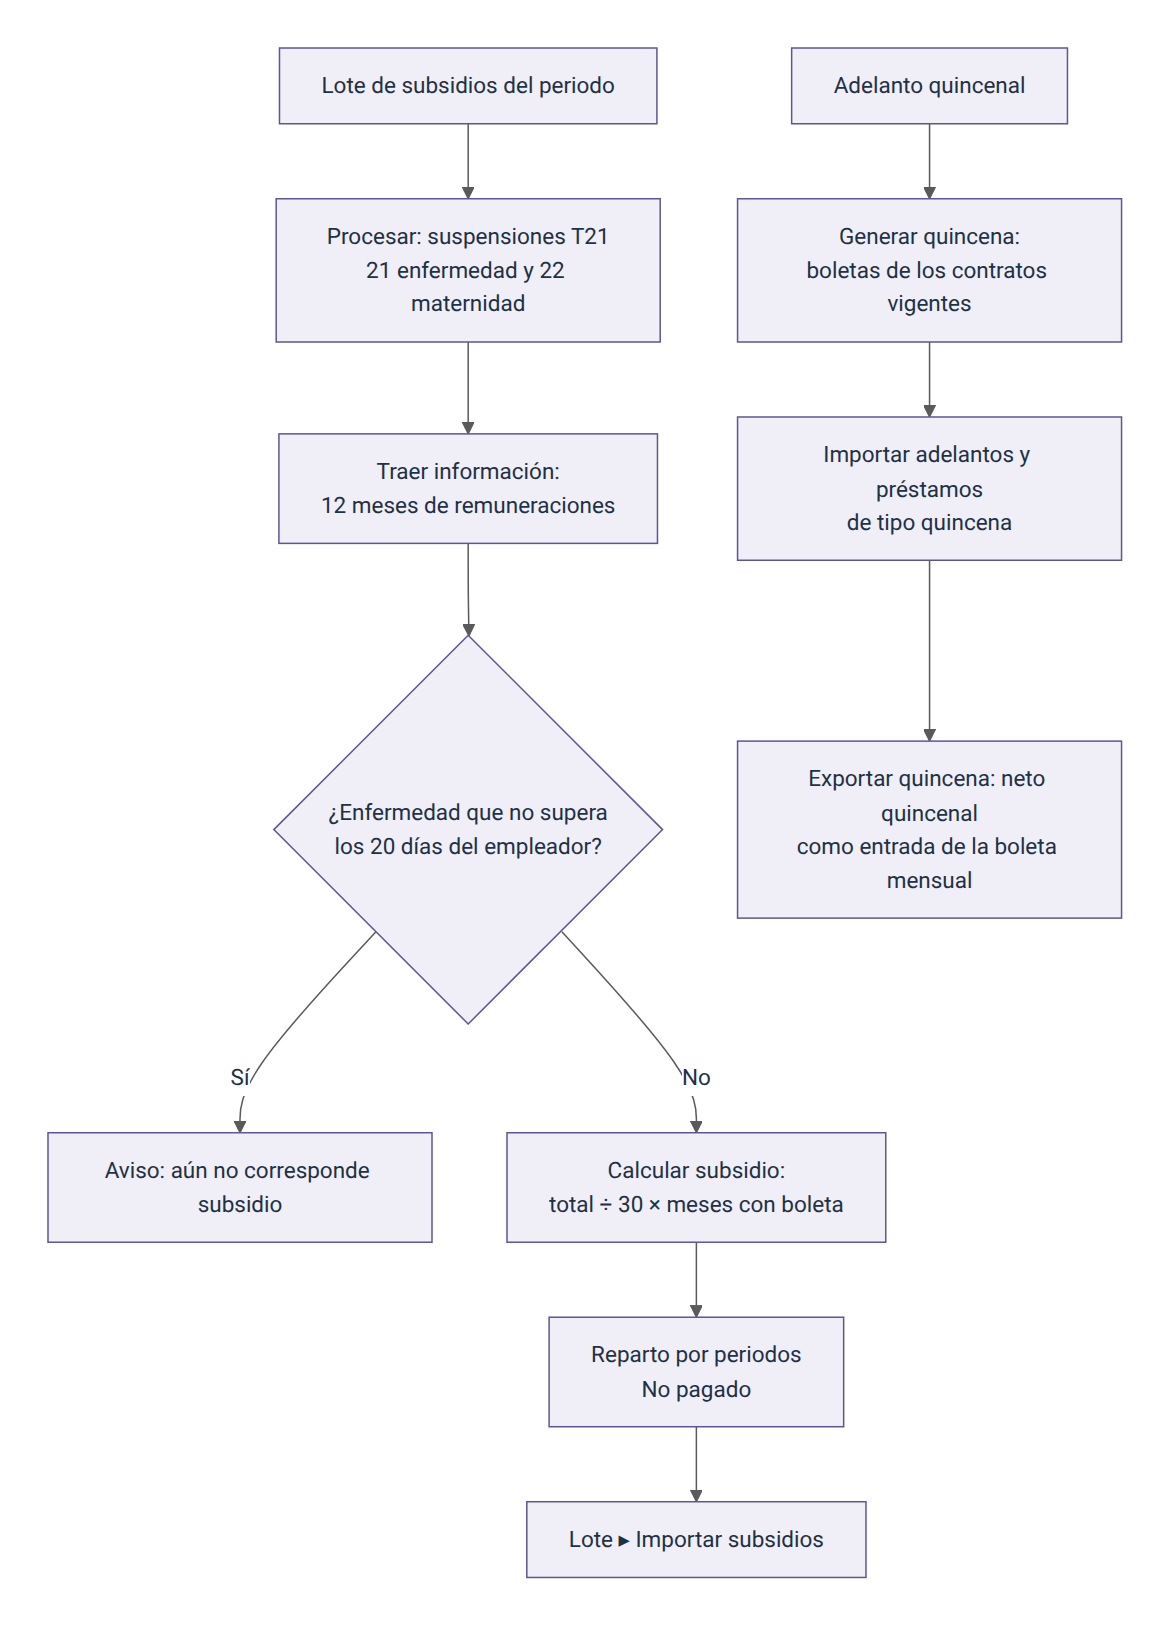 Lote de subsidios del periodo
Procesar: suspensiones T21
21 enfermedad y 22
maternidad
Traer información:
12 meses de remuneraciones
¿Enfermedad que no supera
los 20 días del empleador?
Sí
No
Aviso: aún no corresponde
subsidio
Calcular subsidio:
total ÷ 30 × meses con boleta
Reparto por periodos
No pagado
Lote ▸ Importar subsidios
Adelanto quincenal
Generar quincena:
boletas de los contratos
vigentes
Importar adelantos y
préstamos
de tipo quincena
Exportar quincena: neto
quincenal
como entrada de la boleta
mensual